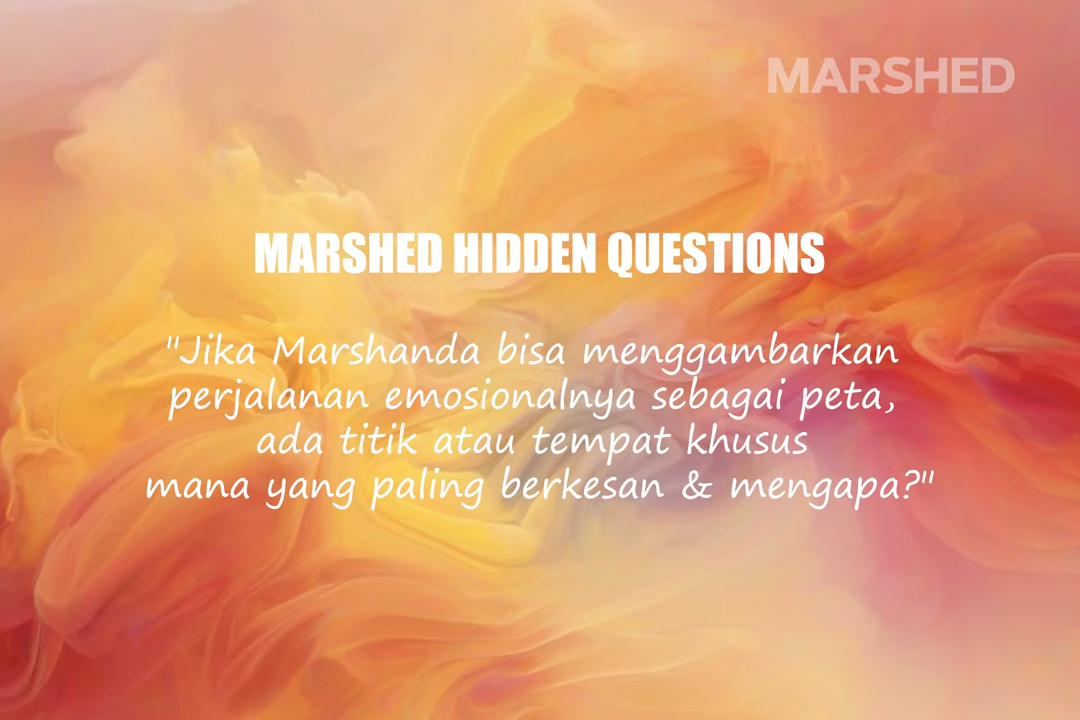 MARSHED
MARSHED HIDDEN QUESTIONS
"Jika Marshanda bisa menggambarkan
perjalanan emosionalnya sebagai peta,
ada titik atau tempat khusus
mana yang paling berkesan & mengapa?"